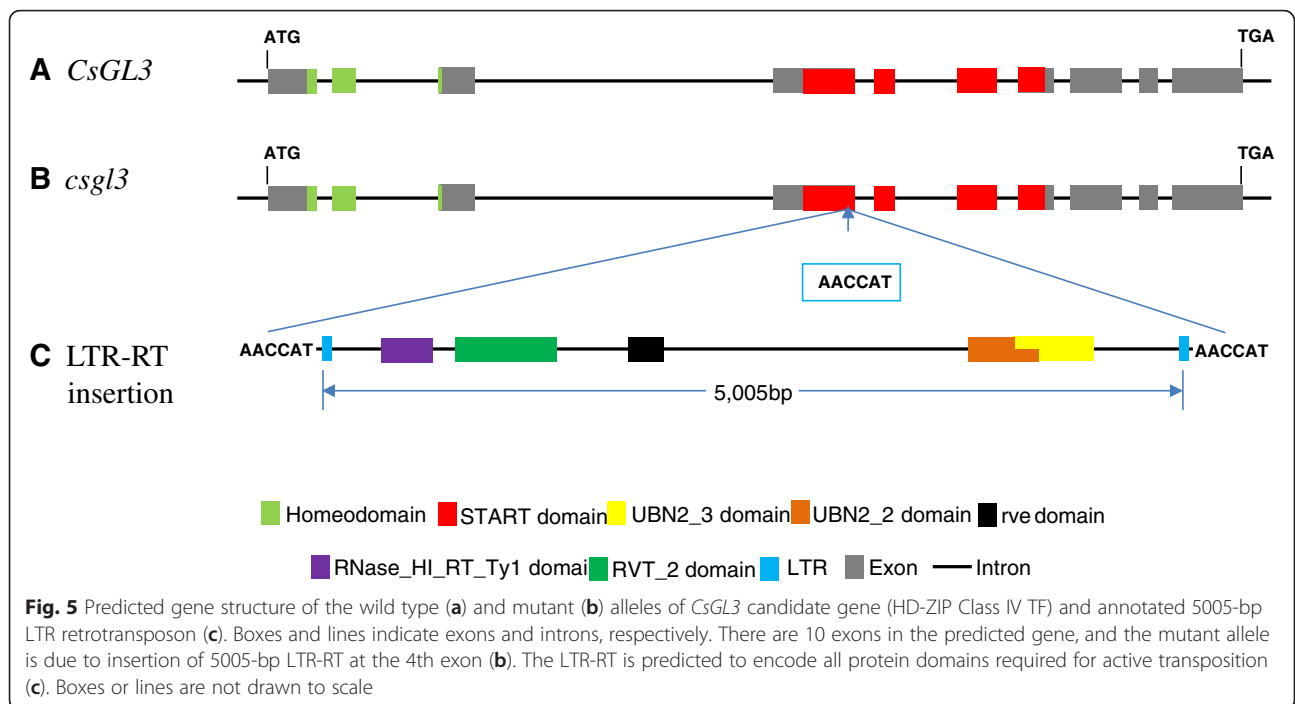 ATG TGA
A CsGL3
ATG TGA
B csgl3
AACCAT
AACCAT AACCAT
C LTR-RT
insertion
5,005bp
Homeodomain START domain UBN2_3 domain UBN2_2 domain rve domain
RNase_HI_RT_Ty1 domai RVT_2 domain LTR Exon Intron
Fig. 5 Predicted gene structure of the wild type (a) and mutant (b) alleles of CsGL3 candidate gene (HD-ZIP Class IV TF) and annotated 5005-bp
LTR retrotransposon (c). Boxes and lines indicate exons and introns, respectively. There are 10 exons in the predicted gene, and the mutant allele
is due to insertion of 5005-bp LTR-RT at the 4th exon (b). The LTR-RT is predicted to encode all protein domains required for active transposition
(c). Boxes or lines are not drawn to scale